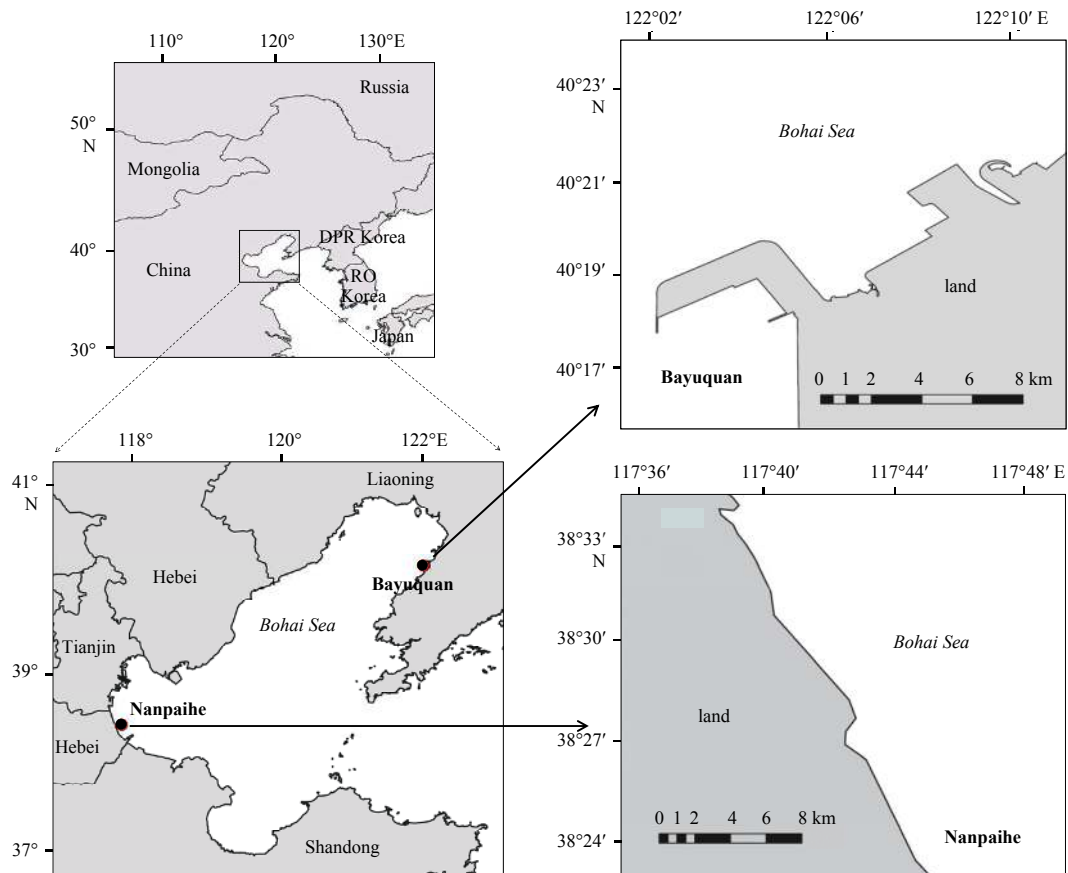 110°
120°
130°E
50°
N
40°
30°
Russia
Mongolia
DPR Korea
China
RO
Korea
Japan
122°02′
122°06′
122°10′ E
40°23′
N
40°21′
40°19′
40°17′
Bohai Sea
land
Bayuquan
0 1 2 4 6 8 km
118°
120°
122°E
41°
N
39°
37°
Liaoning
Hebei
Bayuquan
Bohai Sea
Tianjin
Nanpaihe
Hebei
Shandong
117°36′
117°40′
117°44′
117°48′ E
38°33′
N
38°30′
38°27′
38°24′
Bohai Sea
land
0 1 2 4 6 8 km
Nanpaihe